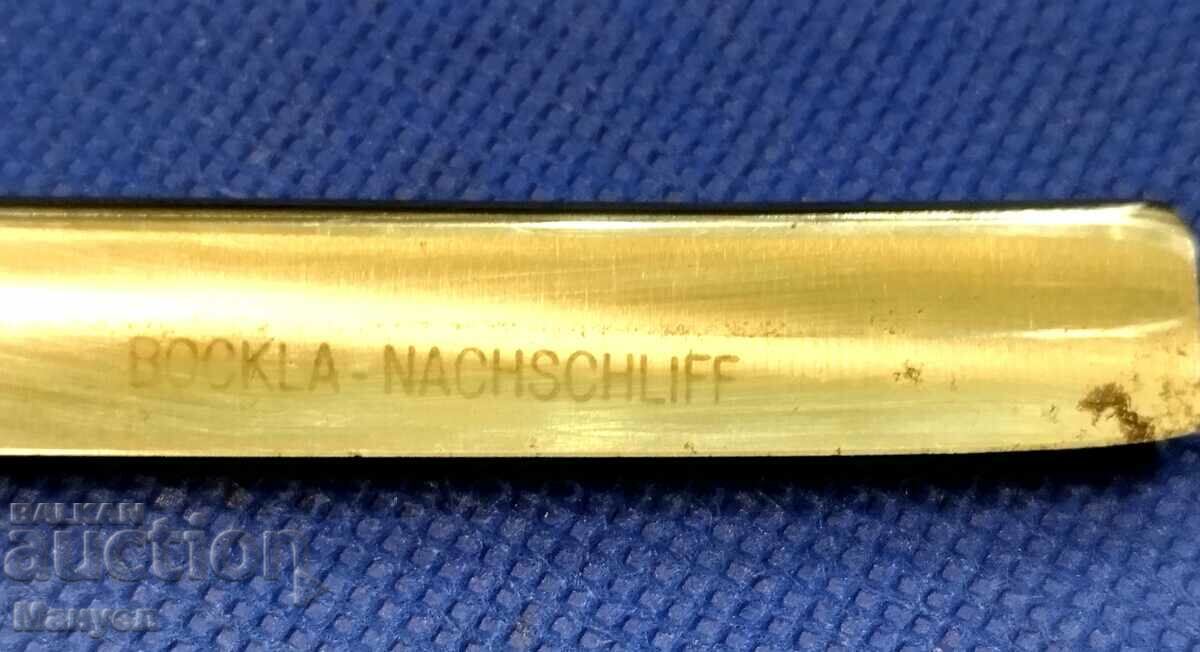 BOCKLA-NACHSCHLIFF
BALKAN
auction
Мануел